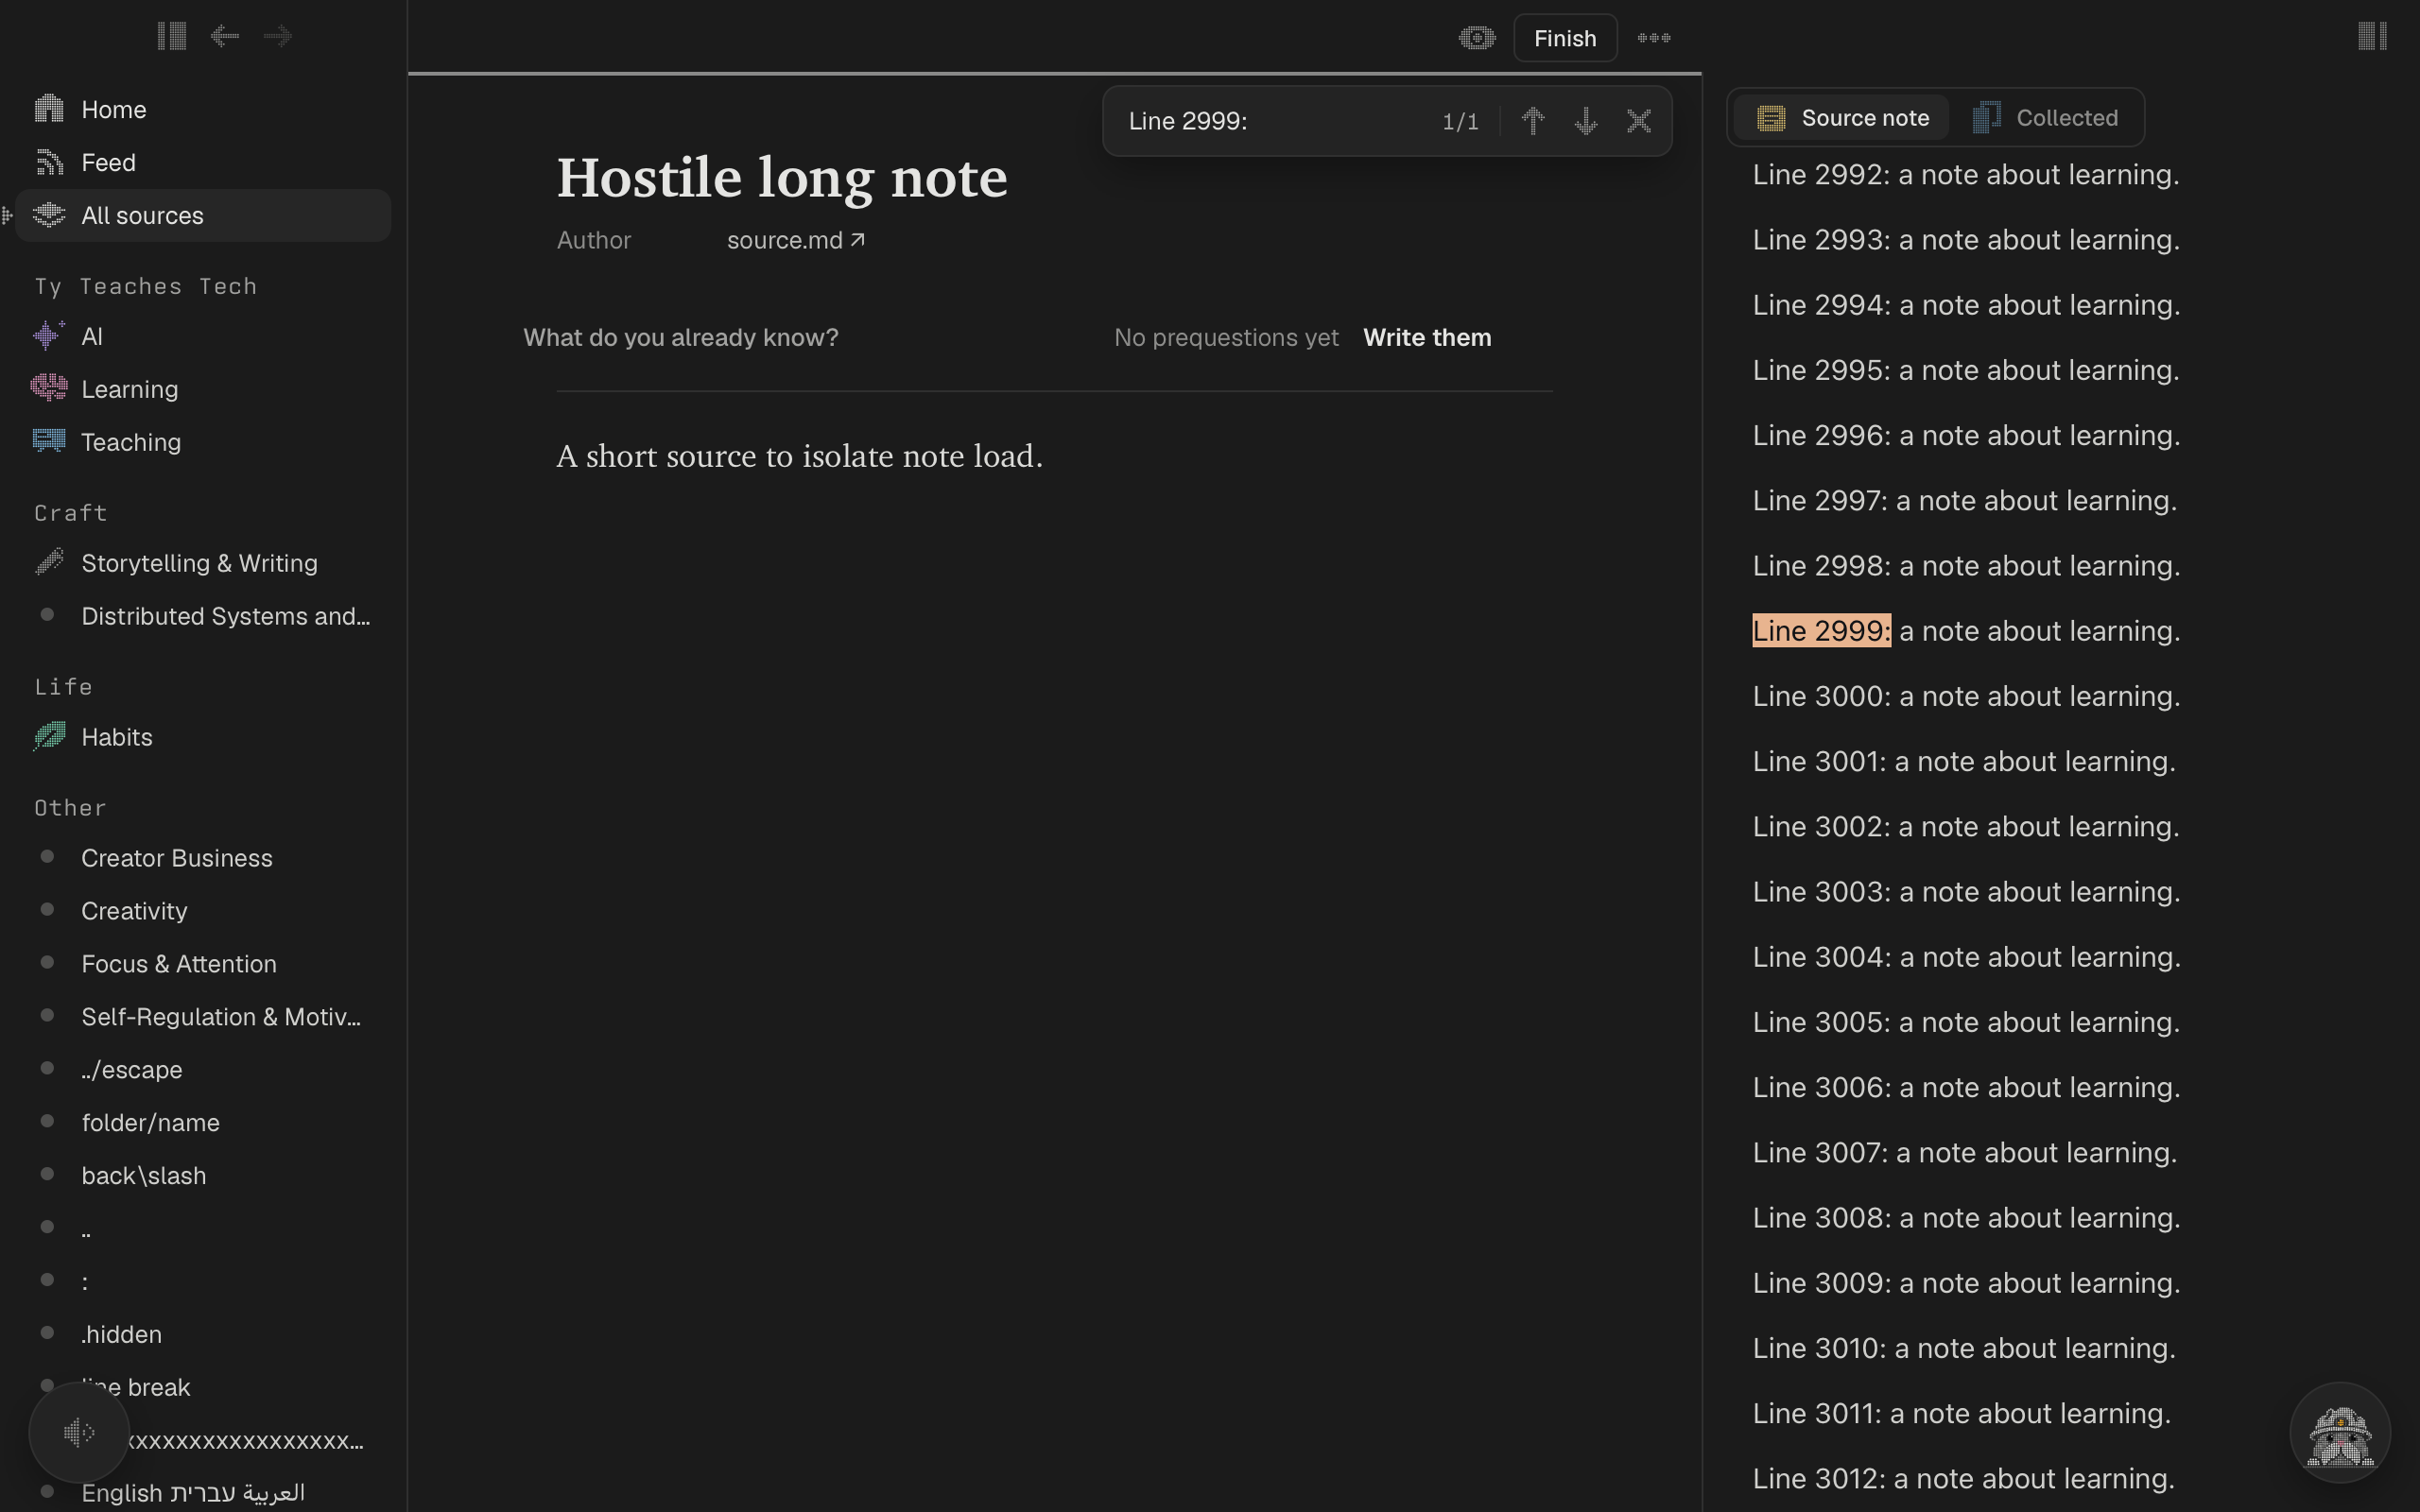 Finish
Home
Feed
All sources
Ty Teaches Tech
AI
Learning
Teaching
Craft
Storytelling & Writing
Distributed Systems and...
Life
Habits
Other
Creator Business
Creativity
Focus & Attention
Self-Regulation & Motiv...
../escape
folder/name
back\slash
..
:
.hidden
line break
xxxxxxxxxxxxxxxxx...
English עברית العربية
Line 2999:
1/1
Hostile long note
Author source.md ↗
What do you already know?
No prequestions yet Write them
A short source to isolate note load.
Source note
Collected
Line 2992: a note about learning.
Line 2993: a note about learning.
Line 2994: a note about learning.
Line 2995: a note about learning.
Line 2996: a note about learning.
Line 2997: a note about learning.
Line 2998: a note about learning.
Line 2999: a note about learning.
Line 3000: a note about learning.
Line 3001: a note about learning.
Line 3002: a note about learning.
Line 3003: a note about learning.
Line 3004: a note about learning.
Line 3005: a note about learning.
Line 3006: a note about learning.
Line 3007: a note about learning.
Line 3008: a note about learning.
Line 3009: a note about learning.
Line 3010: a note about learning.
Line 3011: a note about learning.
Line 3012: a note about learning.